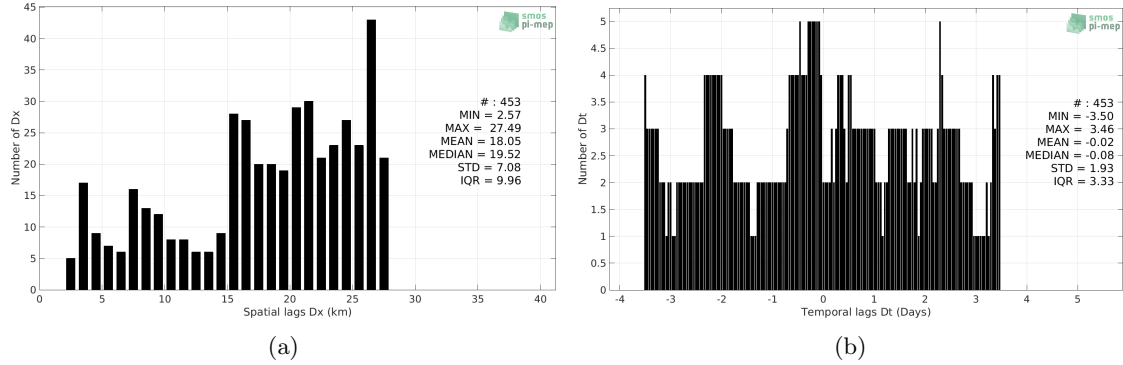 45
40
35
30
25
20
15
10
5
0
Number of Dx
0 5 10 15 20 25 30 35 40
Spatial lags Dx (km)
smos
pi-mep
# : 453
MIN = 2.57
MAX = 27.49
MEAN = 18.05
MEDIAN = 19.52
STD = 7.08
IQR = 9.96
(a)
5
4.5
4
3.5
3
2.5
2
1.5
1
0.5
0
Number of Dt
-4 -3 -2 -1 0 1 2 3 4 5
Temporal lags Dt (Days)
smos
pi-mep
# : 453
MIN = -3.50
MAX = 3.46
MEAN = -0.02
MEDIAN = -0.08
STD = 1.93
IQR = 3.33
(b)